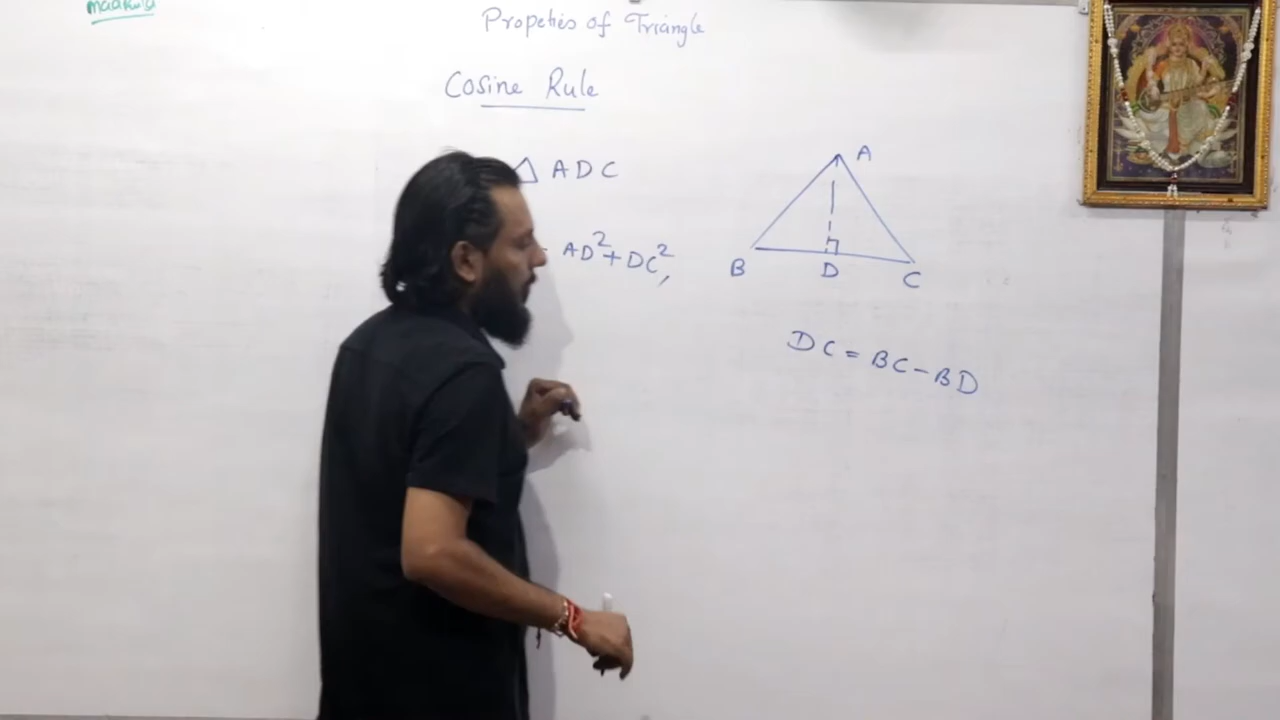 Propeties of Triangle
Cosine Rule
△ ADC
AD²+DC²,
A
B
D
C
DC = BC - BD